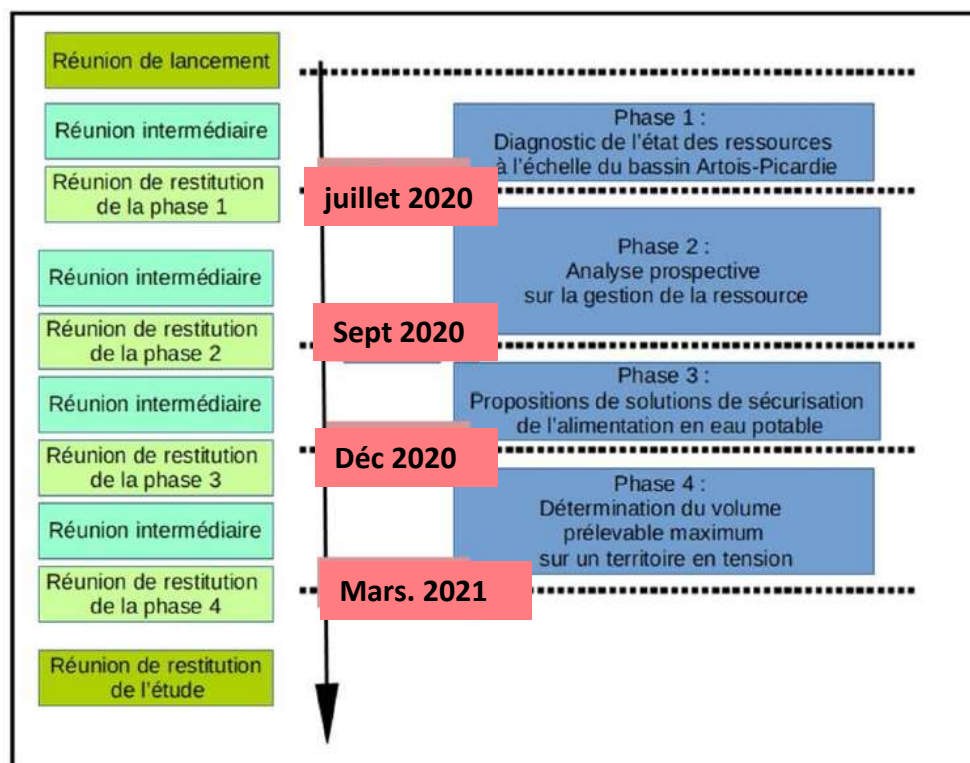 Réunion de lancement
Réunion intermédiaire
Phase 1 :
Diagnostic de l'état des ressources
à l'échelle du bassin Artois-Picardie
Réunion de restitution
de la phase 1
juillet 2020
Phase 2 :
Analyse prospective
sur la gestion de la ressource
Réunion intermédiaire
Réunion de restitution
de la phase 2
Sept 2020
Phase 3 :
Propositions de solutions de sécurisation
de l'alimentation en eau potable
Réunion intermédiaire
Réunion de restitution
de la phase 3
Déc 2020
Phase 4 :
Détermination du volume
prélevable maximum
sur un territoire en tension
Réunion intermédiaire
Réunion de restitution
de la phase 4
Mars. 2021
Réunion de restitution
de l'étude